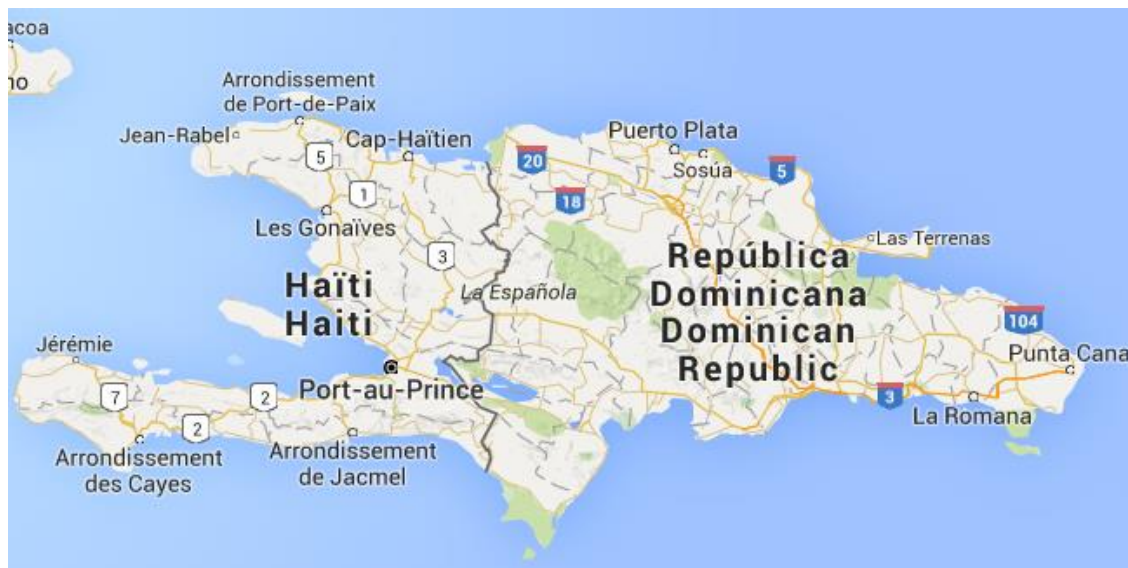 acoa
no
Arrondissement
de Port-de-Paix
Jean-Rabel
Cap-Haïtien
Puerto Plata
Sosúa
5
20
5
1
18
Les Gonaïves
Las Terrenas
3
República
Dominicana
Dominican
Republic
Haïti
Haiti
La Española
104
Jérémie
Punta Cana
Port-au-Prince
7
2
3
2
La Romana
Arrondissement
des Cayes
Arrondissement
de Jacmel